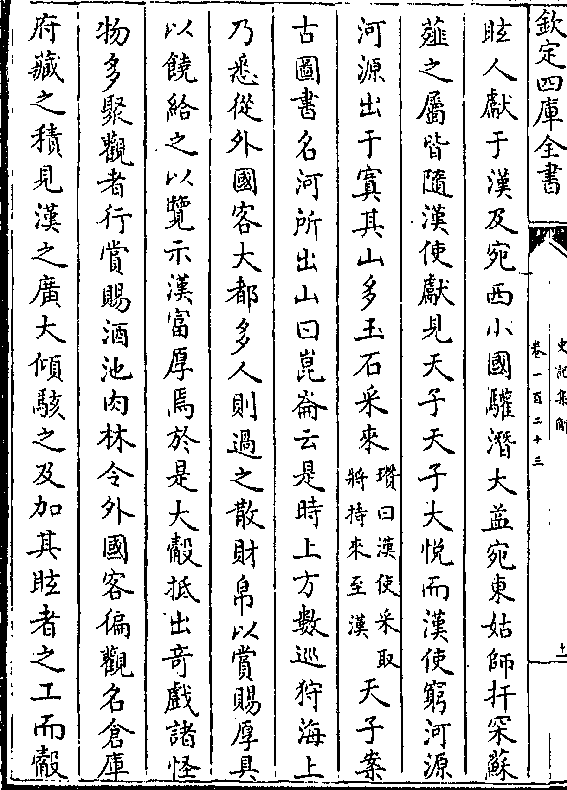 欽定四庫全書
史記集解
卷一百二十三
眩人獻于漢及宛西小國驩潛大益宛東姑師扜罙蘇
薤之屬皆隨漢使獻見天子天子大悅而漢使窮河源
河源出于窴其山多玉石采來瓚曰漢使采取將持來至漢天子案
古圖書名河所出山曰崑崙云是時上方數巡狩海上
乃悉從外國客大都多人則過之散財帛以賞賜厚具
以饒給之以覽示漢富厚焉於是大觳抵出奇戲諸怪
物多聚觀者行賞賜酒池肉林令外國客偏觀名倉庫
府藏之積見漢之廣大傾駭之及加其眩者之工而觳